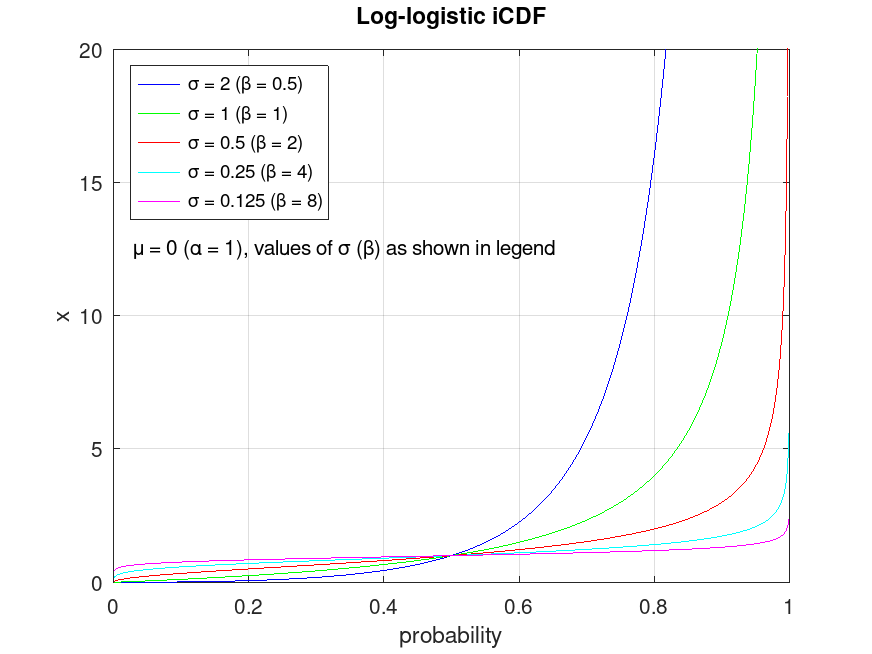 Log-logistic iCDF
20
15
10
5
0
x
σ = 2 (β = 0.5)
σ = 1 (β = 1)
σ = 0.5 (β = 2)
σ = 0.25 (β = 4)
σ = 0.125 (β = 8)
μ = 0 (α = 1), values of σ (β) as shown in legend
0 0.2 0.4 0.6 0.8 1
probability